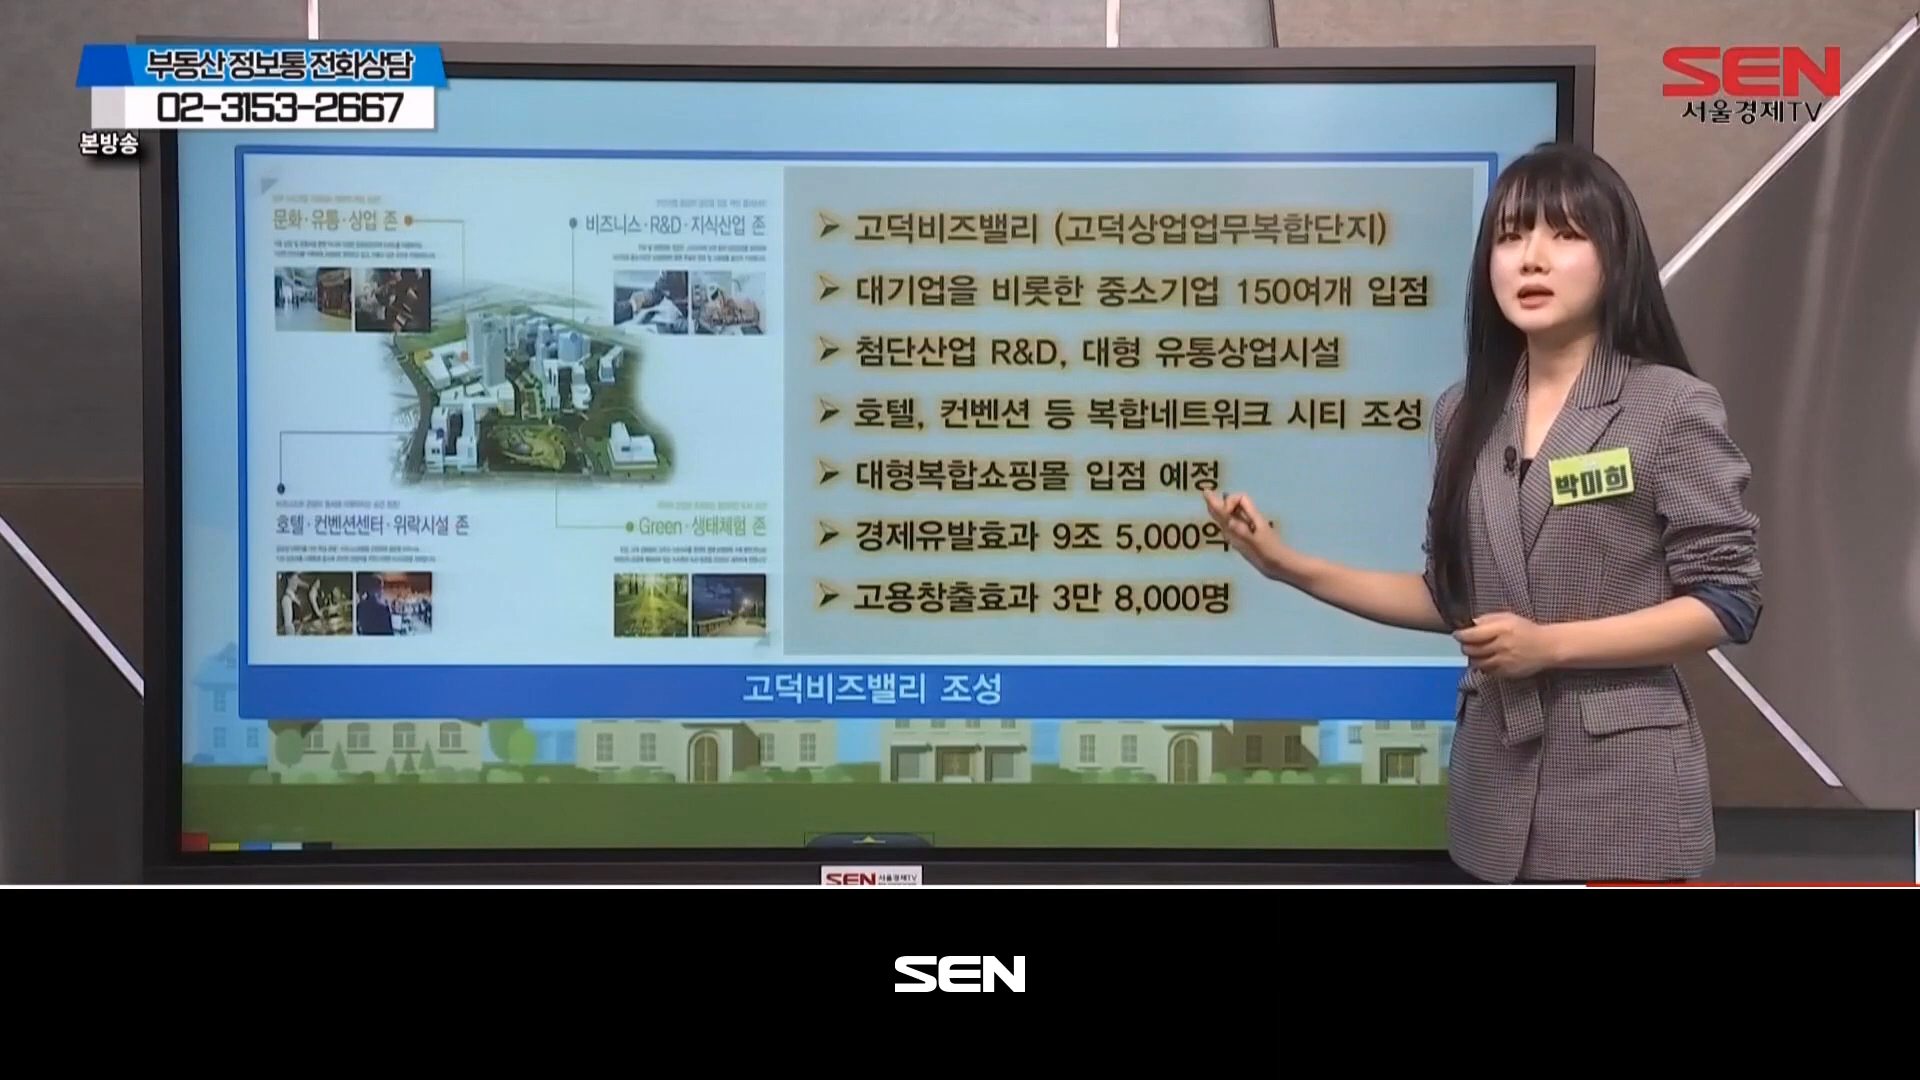 부동산 정보통 전화상담
02-3153-2667
본방송
SEN
서울경제TV
문화·유통·상업 존
비즈니스·R&D·지식산업 존
호텔·컨벤션센터·위락시설 존
Green·생태체험 존
고덕비즈밸리 (고덕상업업무복합단지)
대기업을 비롯한 중소기업 150여개 입점
첨단산업 R&D, 대형 유통상업시설
호텔, 컨벤션 등 복합네트워크 시티 조성
대형복합쇼핑몰 입점 예정
경제유발효과 9조 5,000억
고용창출효과 3만 8,000명
고덕비즈밸리 조성
박미희
SEN 서울경제TV
SEN